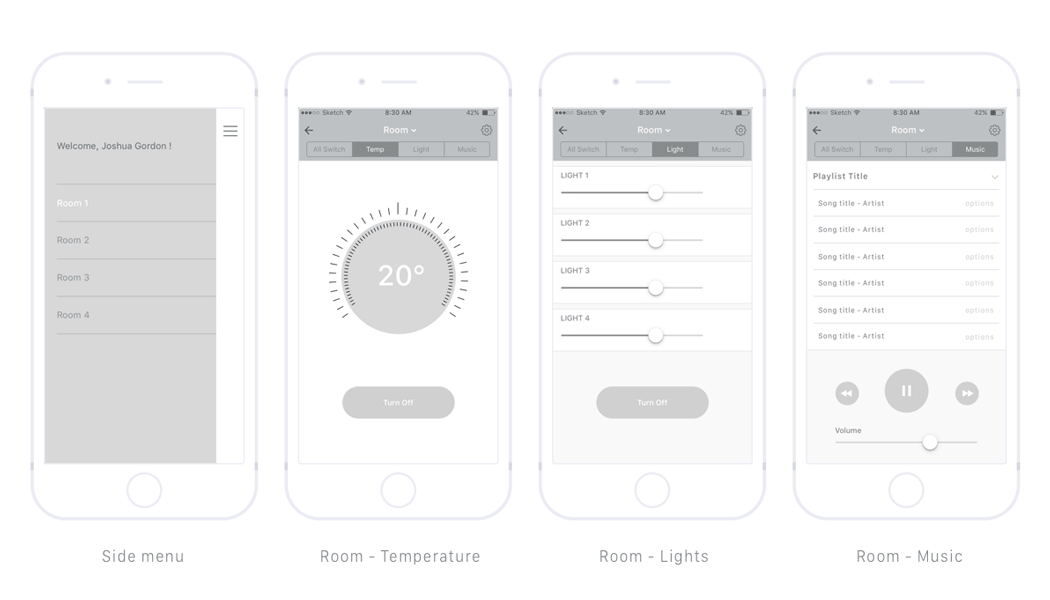 Welcome, Joshua Gordon !
Room 1
Room 2
Room 3
Room 4
Side menu
Sketch 8:30 AM 42%
Room
All Switch Temp Light Music
20°
Turn Off
Room - Temperature
Sketch 8:30 AM 42%
Room
All Switch Temp Light Music
LIGHT 1
LIGHT 2
LIGHT 3
LIGHT 4
Turn Off
Room - Lights
Sketch 8:30 AM 42%
Room
All Switch Temp Light Music
Playlist Title
Song title - Artist options
Song title - Artist
Song title - Artist options
Song title - Artist options
Song title - Artist options
Song title - Artist options
Volume
Room - Music